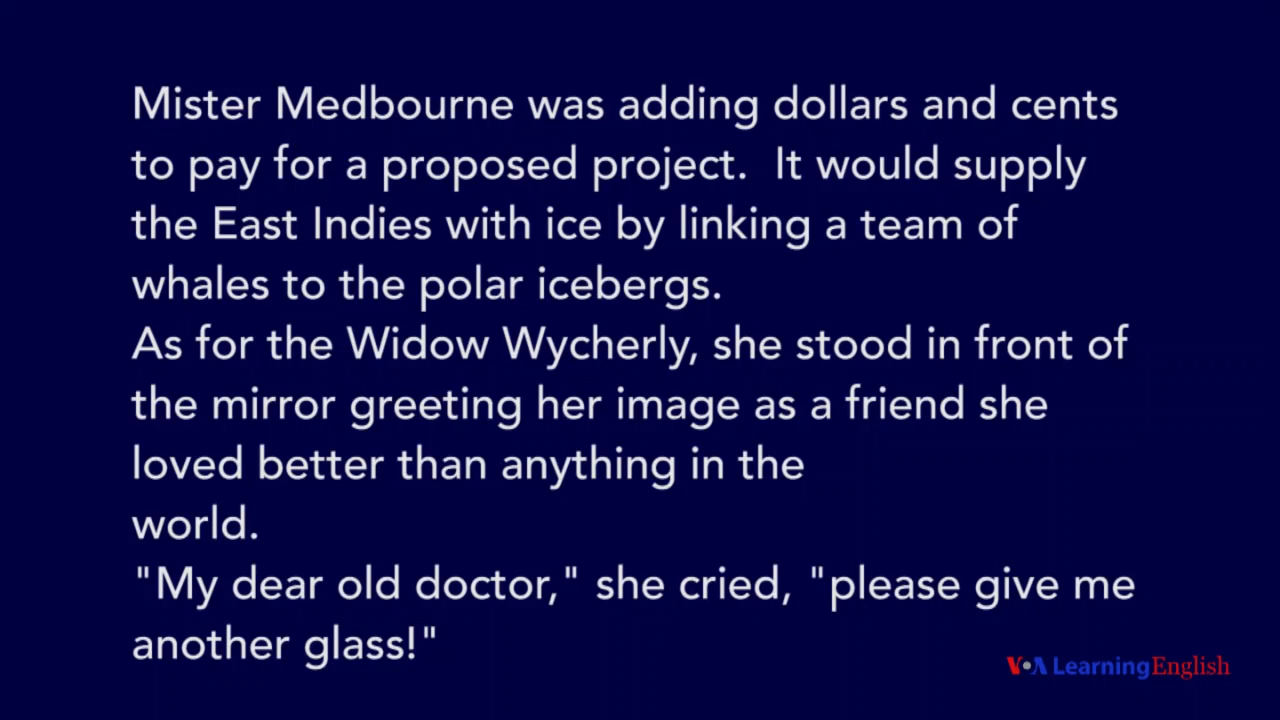 Mister Medbourne was adding dollars and cents
to pay for a proposed project.  It would supply
the East Indies with ice by linking a team of
whales to the polar icebergs.
As for the Widow Wycherly, she stood in front of
the mirror greeting her image as a friend she
loved better than anything in the
world.
"My dear old doctor," she cried, "please give me
another glass!"
VOA LearningEnglish